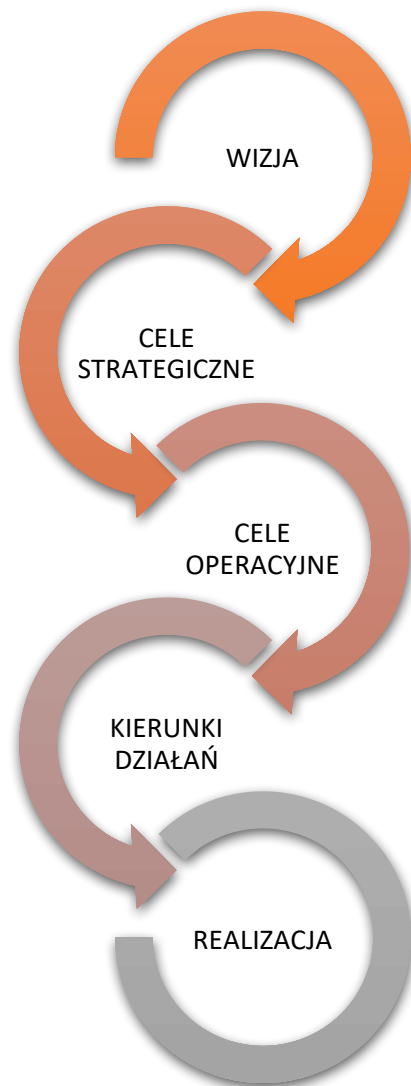 WIZJA
CELE
STRATEGICZNE
CELE
OPERACYJNE
KIERUNKI
DZIAŁAŃ
REALIZACJA